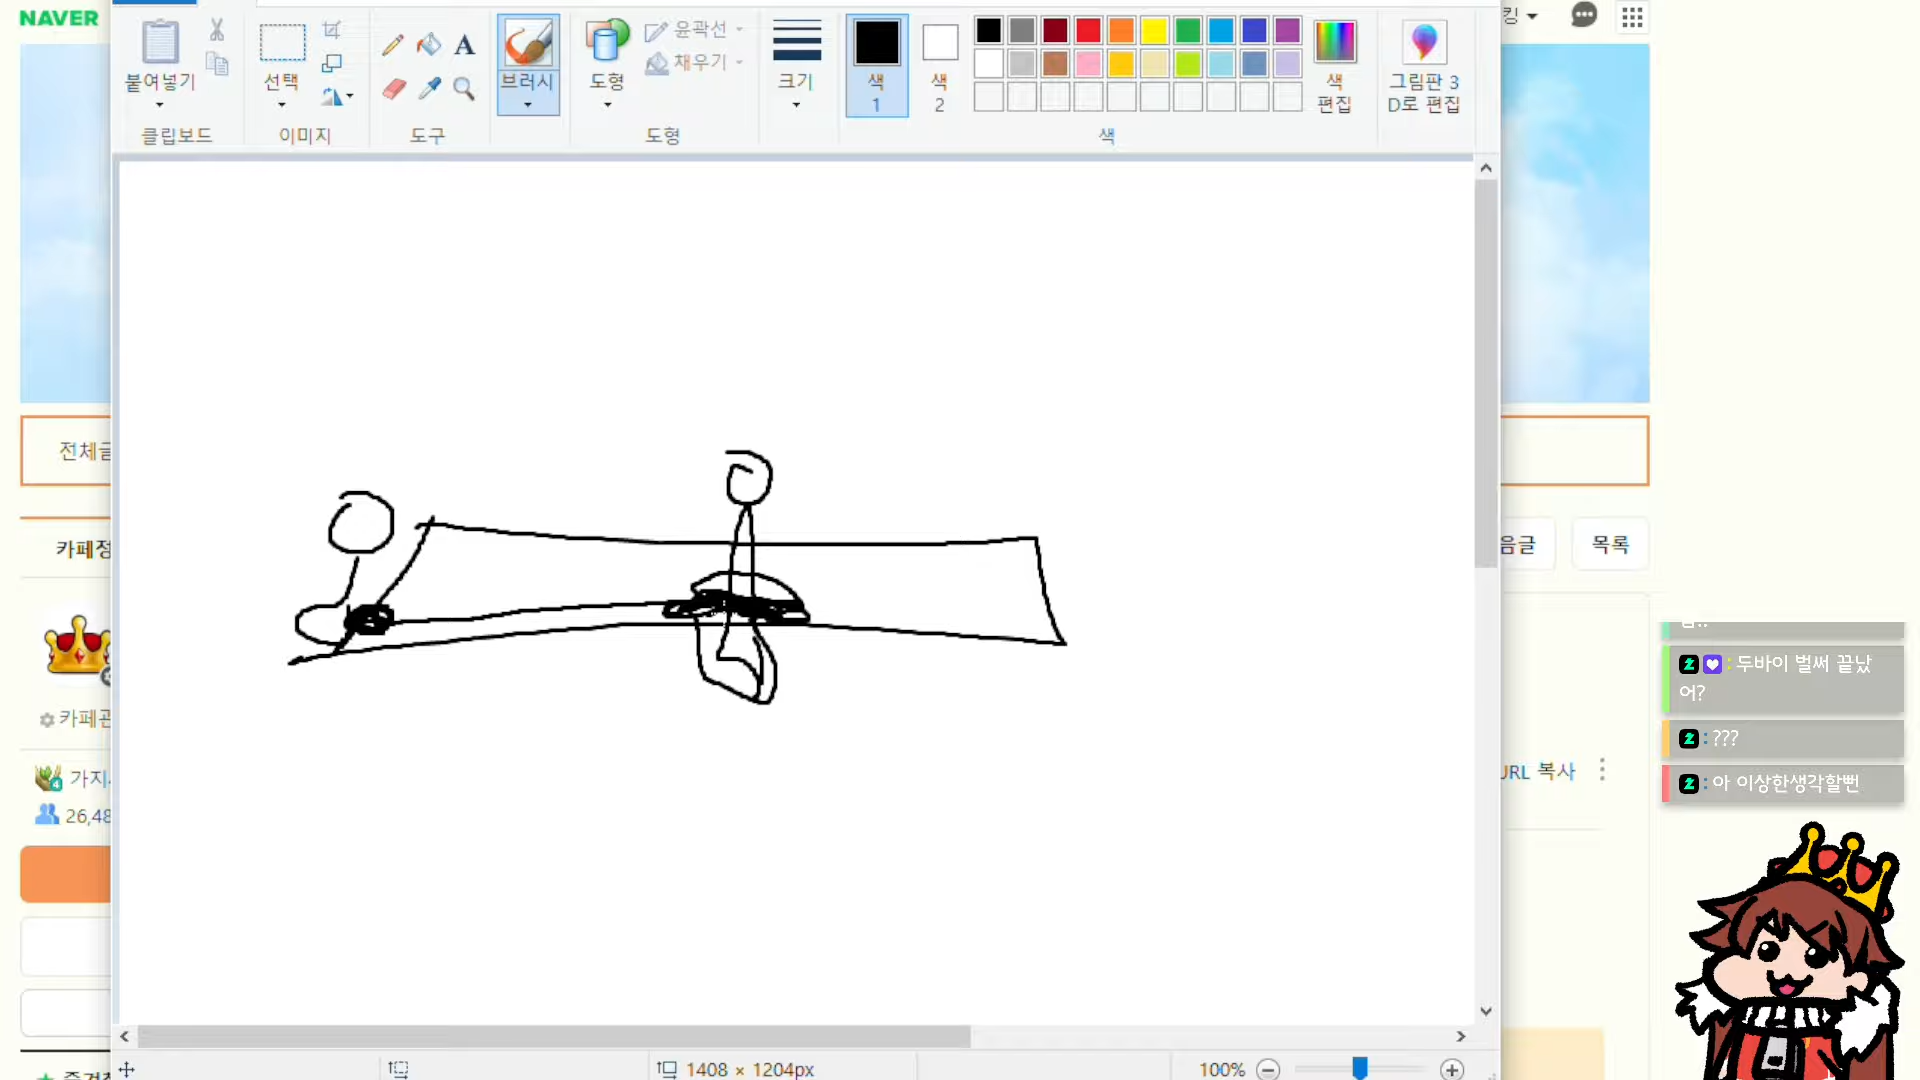 NAVER
붙여넣기
클립보드
선택
이미지
도구
브러시
도형
윤곽선
채우기
도형
크기
색
1
색
2
색
편집
색
그림판 3
D로 편집
킹
전체글
카페정
음글
목록
카페관
가지
26,48
URL 복사
: 두바이 벌써 끝났
어?
: ???
: 아 이상한생각할뻔
1408 × 1204px
100%